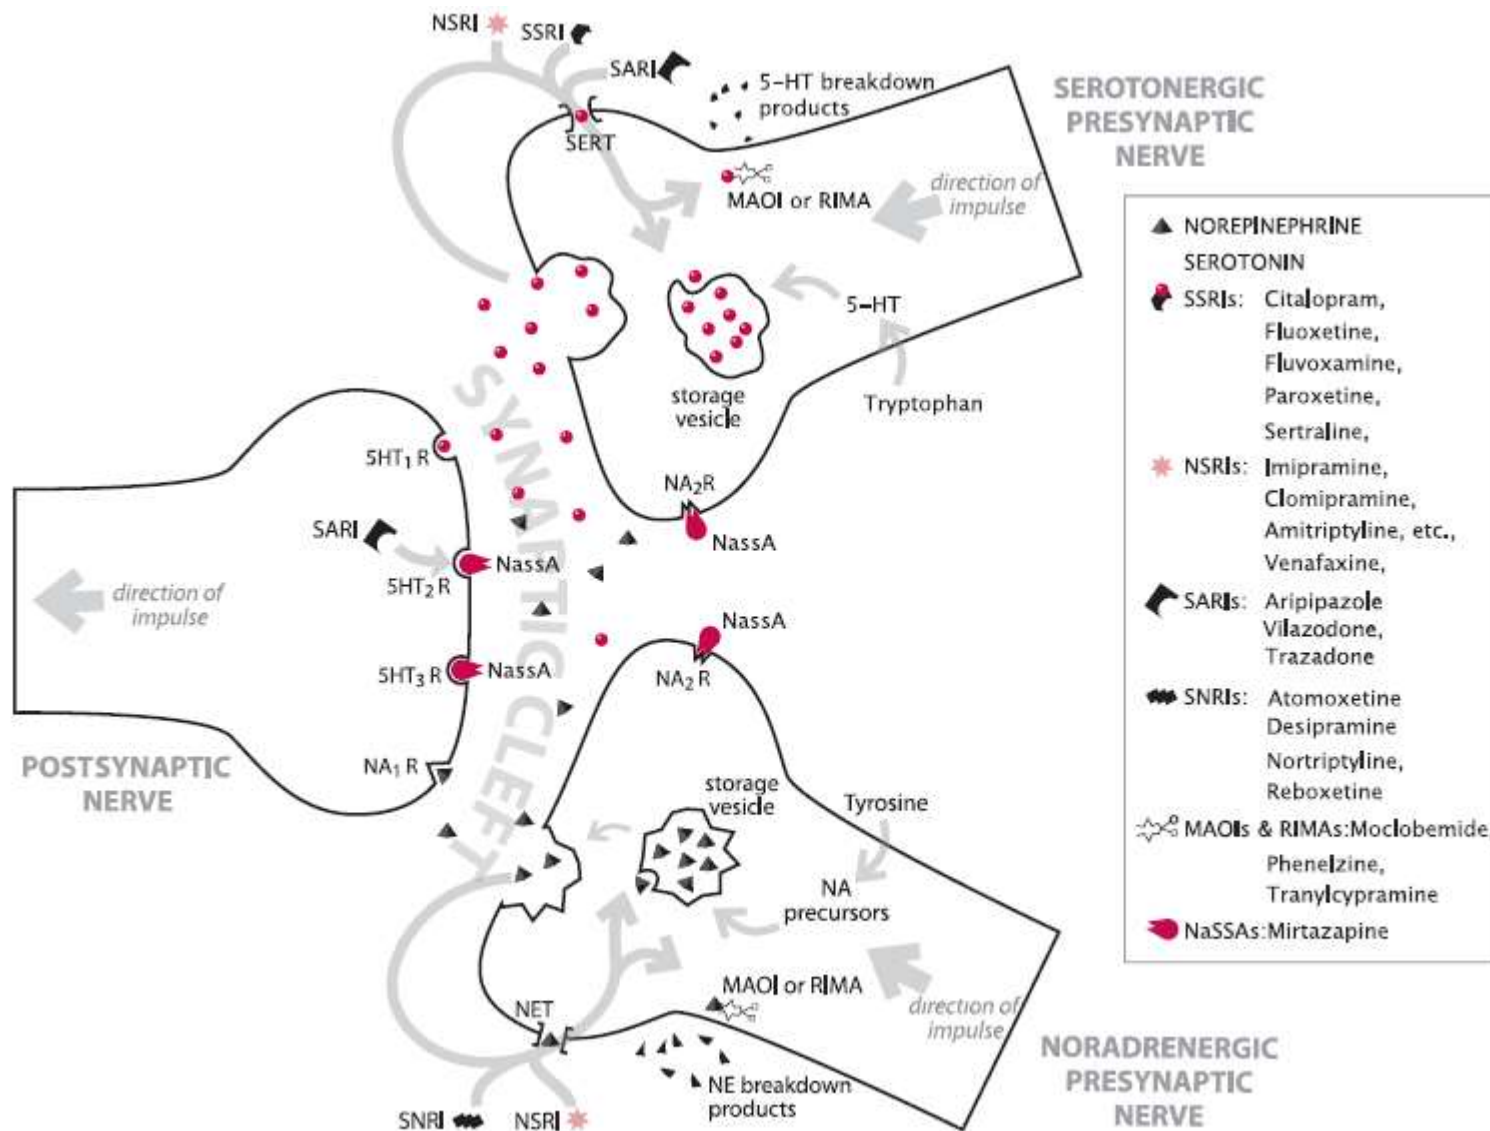 NSRI
SSRI
SARI
5-HT breakdown
products
SERT
MAOI or RIMA
direction of
impulse
SEROTONERGIC
PRESYNAPTIC
NERVE
5-HT
Tryptophan
storage
vesicle
NA2R
NassA
SYNAPTIC CLEFT
5HT1 R
SARI
NassA
5HT2 R
direction of
impulse
NassA
5HT3 R
NA1 R
POSTSYNAPTIC
NERVE
NassA
NA2 R
storage
vesicle
Tyrosine
NA
precursors
MAOI or RIMA
direction of
impulse
NET
NE breakdown
products
SNRI
NSRI
NORADRENERGIC
PRESYNAPTIC
NERVE
NOREPINEPHRINE
SEROTONIN
SSRIs: Citalopram,
Fluoxetine,
Fluvoxamine,
Paroxetine,
Sertraline,
NSRIs: Imipramine,
Clomipramine,
Amitriptyline, etc.,
Venafaxine,
SARIs: Aripipazole
Vilazodone,
Trazadone
SNRIs: Atomoxetine
Desipramine
Nortriptyline,
Reboxetine
MAOIs & RIMAs:Moclobemide,
Phenelzine,
Tranylcypramine
NaSSAs:Mirtazapine